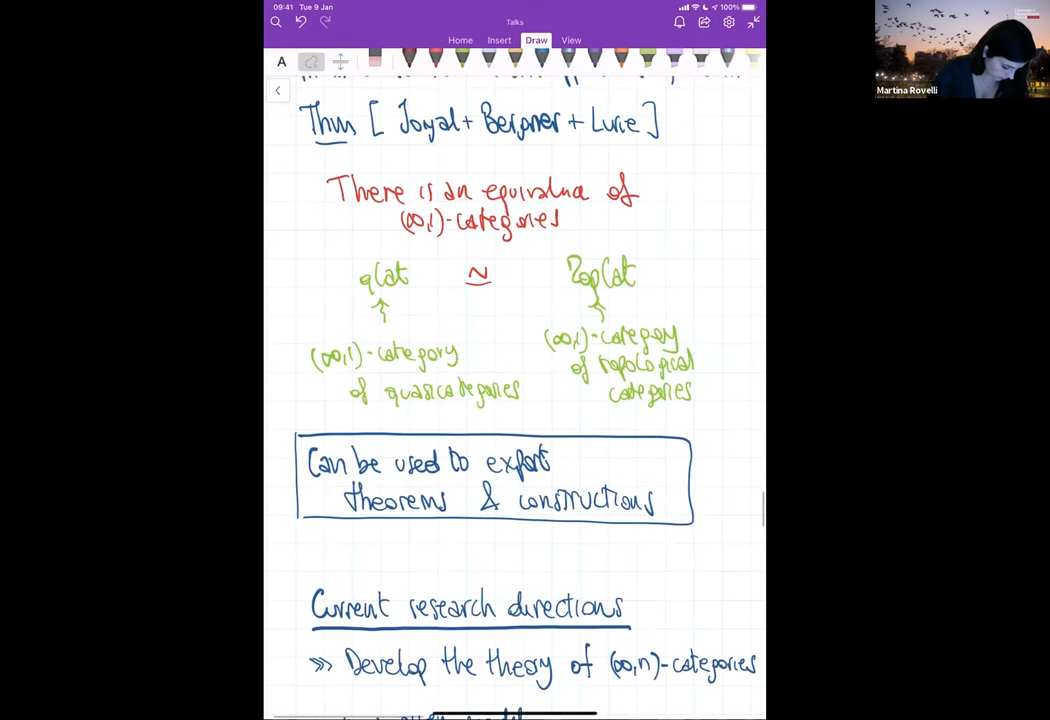 09:41 Tue 9 Jan
100%
Talks
Home Insert Draw View
Martina Rovelli
A
Thm [ Joyal + Bergner + Lurie ]
There is an equivalence of
(∞,1)-categories
qCat ≃ TopCat
(∞,1)-category
of quasicategories
(∞,1)-category
of topological
categories
Can be used to export
theorems & constructions
Current research directions
>>> Develop the theory of (∞,n)-categories